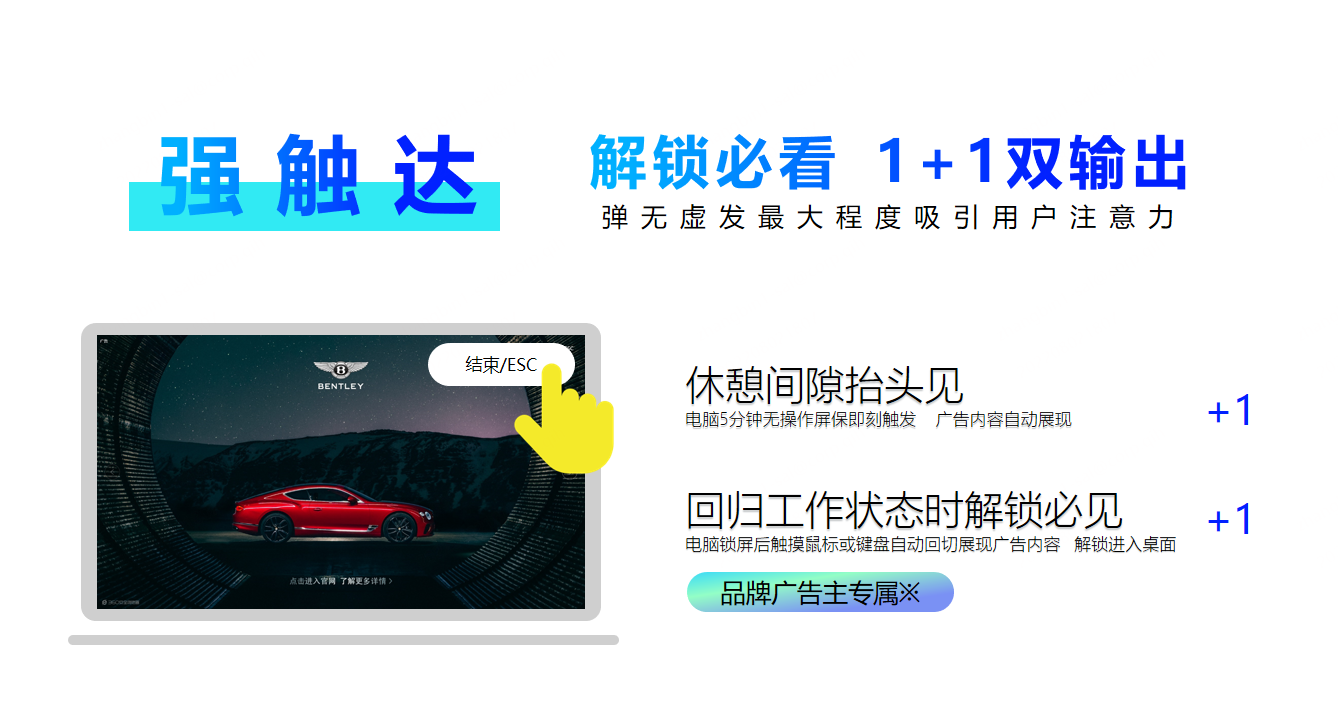 强触达
解锁必看 1+1双输出
弹无虚发最大程度吸引用户注意力
广告
结束/ESC
B
BENTLEY
点击进入官网 了解更多详情 >
休憩间隙抬头见
电脑5分钟无操作屏保即刻触发 广告内容自动展现
+1
回归工作状态时解锁必见
电脑锁屏后触摸鼠标或键盘自动回切展现广告内容 解锁进入桌面
+1
品牌广告主专属※